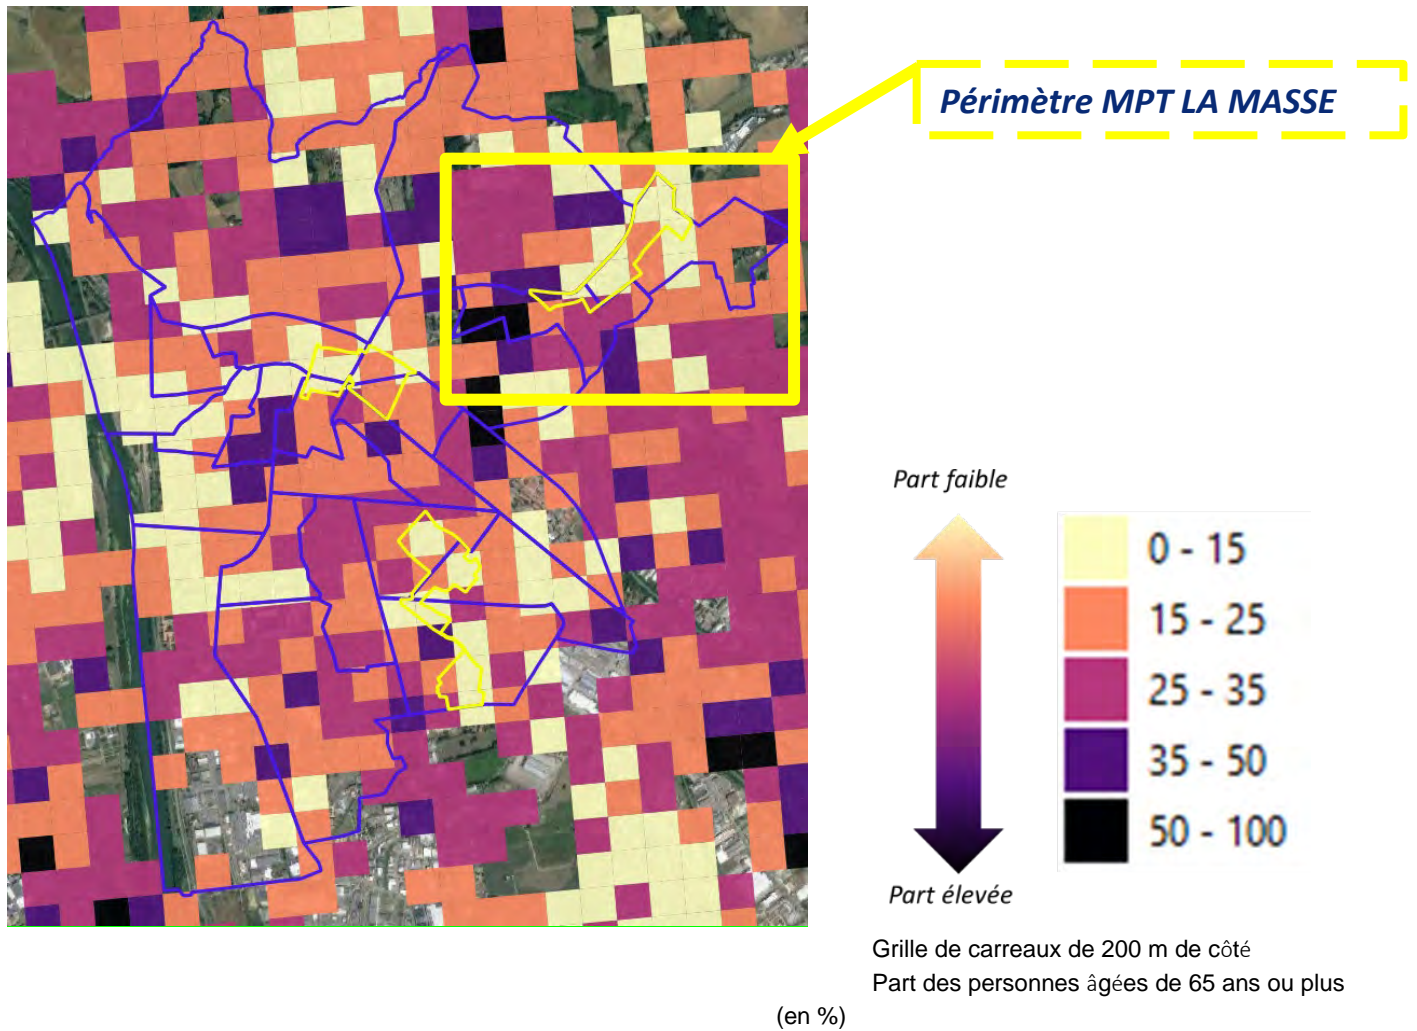 Périmètre MPT LA MASSE
Part faible
0 - 15
15 - 25
25 - 35
35 - 50
50 - 100
Part élevée
Grille de carreaux de 200 m de côté
Part des personnes âgées de 65 ans ou plus
(en %)